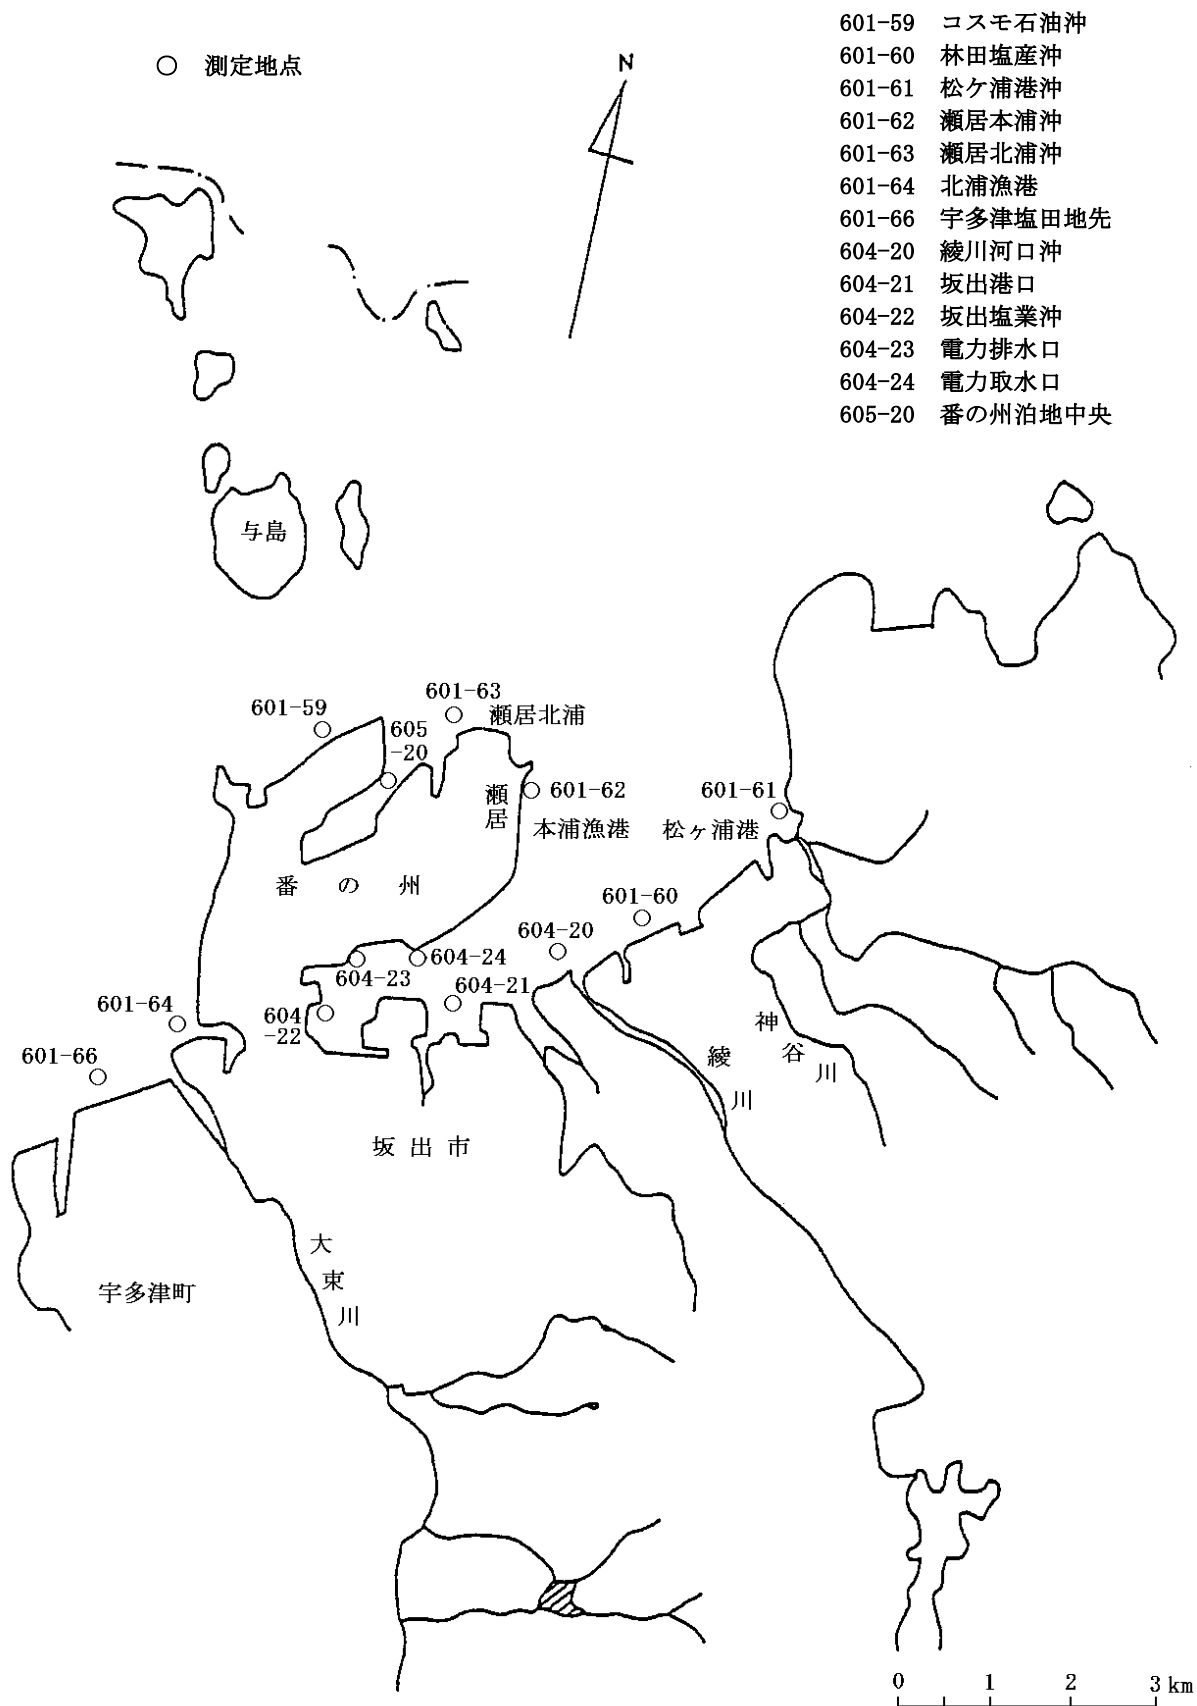 ○ 測定地点
N
601-59 コスモ石油沖
601-60 林田塩産沖
601-61 松ケ浦港沖
601-62 瀬居本浦沖
601-63 瀬居北浦沖
601-64 北浦漁港
601-66 宇多津塩田地先
604-20 綾川河口沖
604-21 坂出港口
604-22 坂出塩業沖
604-23 電力排水口
604-24 電力取水口
605-20 番の州泊地中央
与島
601-63
601-59
瀬居北浦
605
-20
瀬居
601-62
601-61
本浦漁港
松ヶ浦港
番の州
601-60
604-20
604-24
604-23
604-21
601-64
604
-22
601-66
神谷川
綾川
坂出市
大束川
宇多津町
0 1 2 3 km